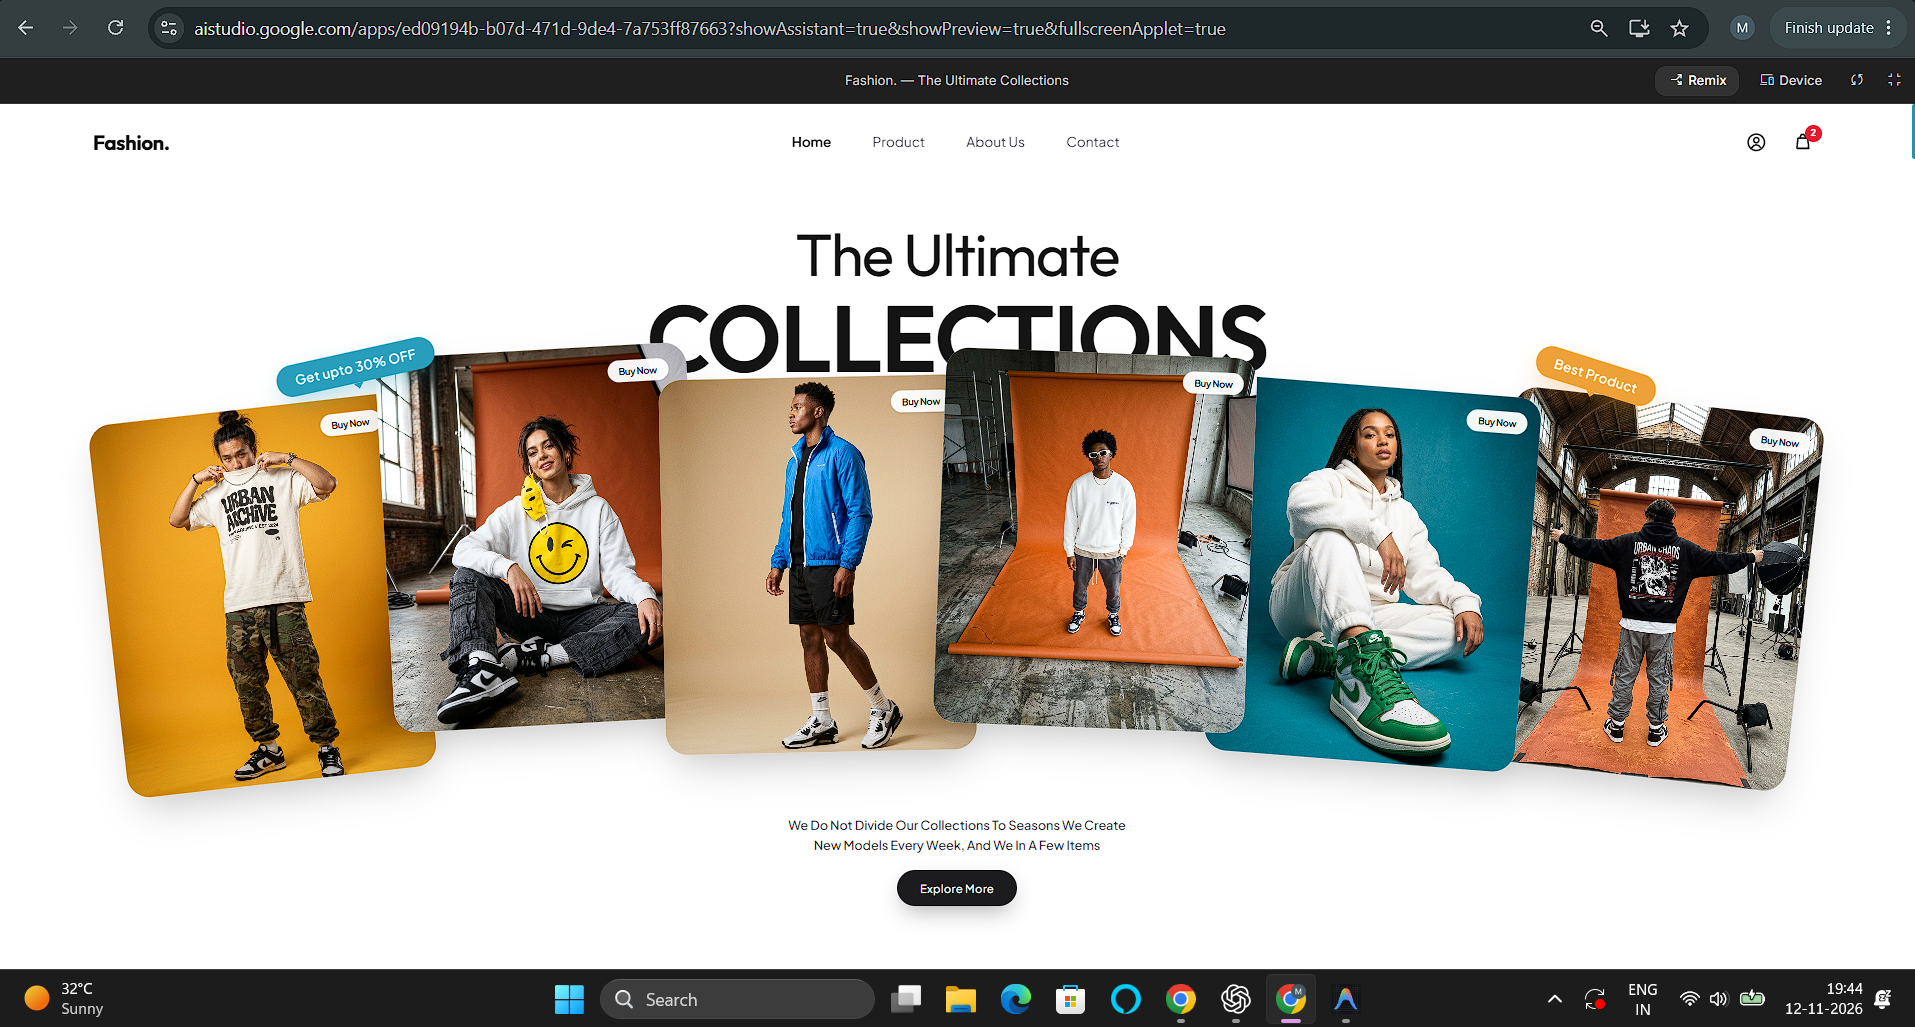 aistudio.google.com/apps/ed09194b-b07d-471d-9de4-7a753ff87663?showAssistant=true&showPreview=true&fullscreenApplet=true
M
Finish update
Fashion. — The Ultimate Collections
Remix
Device
Fashion.
Home
Product
About Us
Contact
2
The Ultimate
COLLECTIONS
Get upto 30% OFF
Best Product
Buy Now
Buy Now
Buy Now
Buy Now
Buy Now
Buy Now
URBAN
ARCHIVE
URBAN CHAOS
We Do Not Divide Our Collections To Seasons We Create
New Models Every Week, And We In A Few Items
Explore More
32°C
Sunny
Search
M
ENG
IN
19:44
12-11-2026